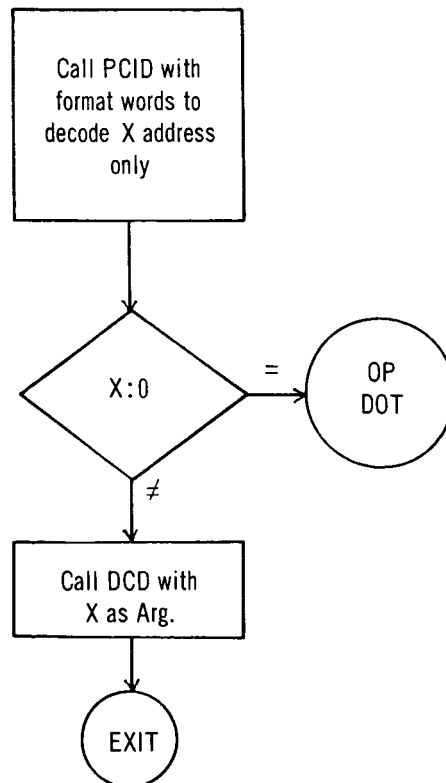 Call PCID with
format words to
decode X address
only
X:0
=
OP
DOT
≠
Call DCD with
X as Arg.
EXIT